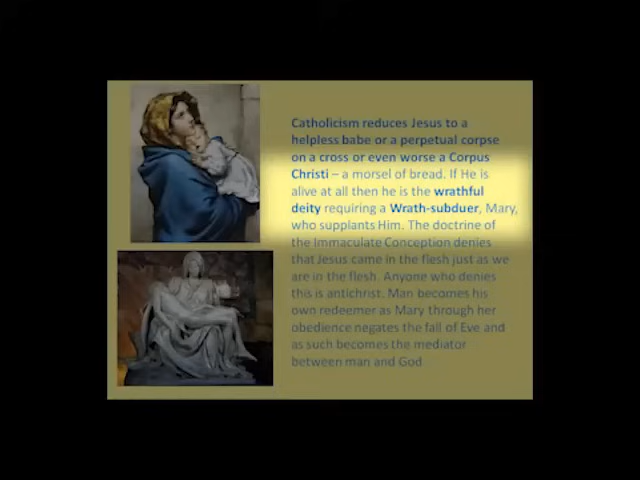 Catholicism reduces Jesus to a
helpless babe or a perpetual corpse
on a cross or even worse a Corpus
Christi – a morsel of bread. If He is
alive at all then he is the wrathful
deity requiring a Wrath-subduer, Mary,
who supplants Him. The doctrine of
the Immaculate Conception denies
that Jesus came in the flesh just as we
are in the flesh. Anyone who denies
this is antichrist. Man becomes his
own redeemer as Mary through her
obedience negates the fall of Eve and
as such becomes the mediator
between man and God